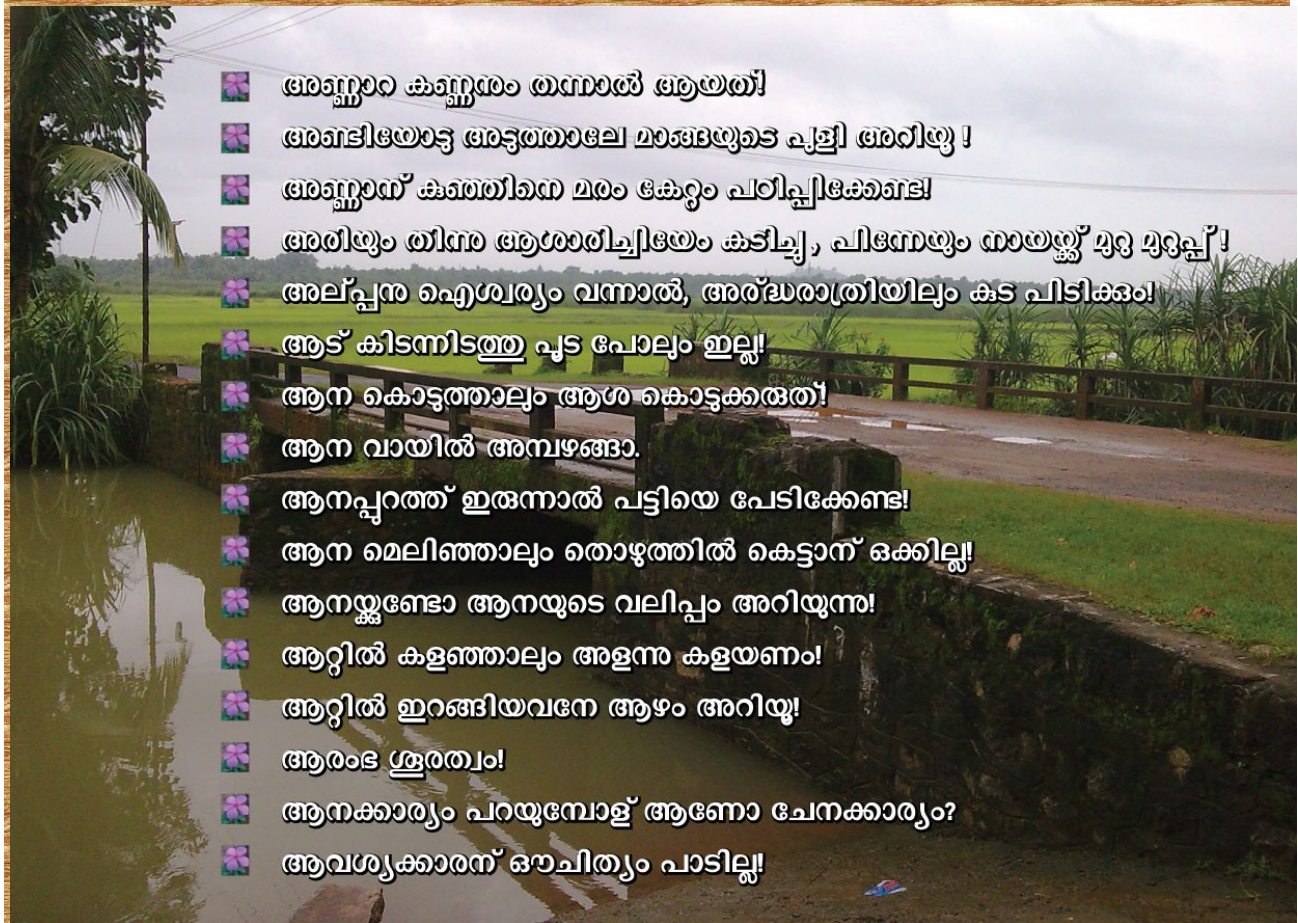 അണ്ണാറ കണ്ണനും തന്നാൽ ആയത്!
അണ്ടിയോടു അടുത്താലേ മാങ്ങയുടെ പുളി അറിയൂ !
അണ്ണാന് കുഞ്ഞിനെ മരം കേറ്റം പഠിപ്പിക്കേണ്ട!
അരിയും തിന്നു ആശാരിച്ചിയേം കടിച്ചു , പിന്നേയും നായയ്ക്ക് മുറു മുറുപ്പ് !
അല്പ്പനു ഐശ്വര്യം വന്നാൽ, അര്ദ്ധരാത്രിയിലും കുട പിടിക്കും!
ആട് കിടന്നിടത്തു പൂട പോലും ഇല്ല!
ആന കൊടുത്താലും ആശ കൊടുക്കരുത്!
ആന വായിൽ അമ്പഴങ്ങാ.
ആനപ്പുറത്ത് ഇരുന്നാൽ പട്ടിയെ പേടിക്കേണ്ട!
ആന മെലിഞ്ഞാലും തൊഴുത്തിൽ കെട്ടാന് ഒക്കില്ല!
ആനയ്ക്കുണ്ടോ ആനയുടെ വലിപ്പം അറിയുന്നു!
ആറ്റിൽ കളഞ്ഞാലും അളന്നു കളയണം!
ആറ്റിൽ ഇറങ്ങിയവനേ ആഴം അറിയൂ!
ആരംഭ ശൂരത്വം!
ആനക്കാര്യം പറയുമ്പോള് ആണോ ചേനക്കാര്യം?
ആവശ്യക്കാരന് ഔചിത്യം പാടില്ല!